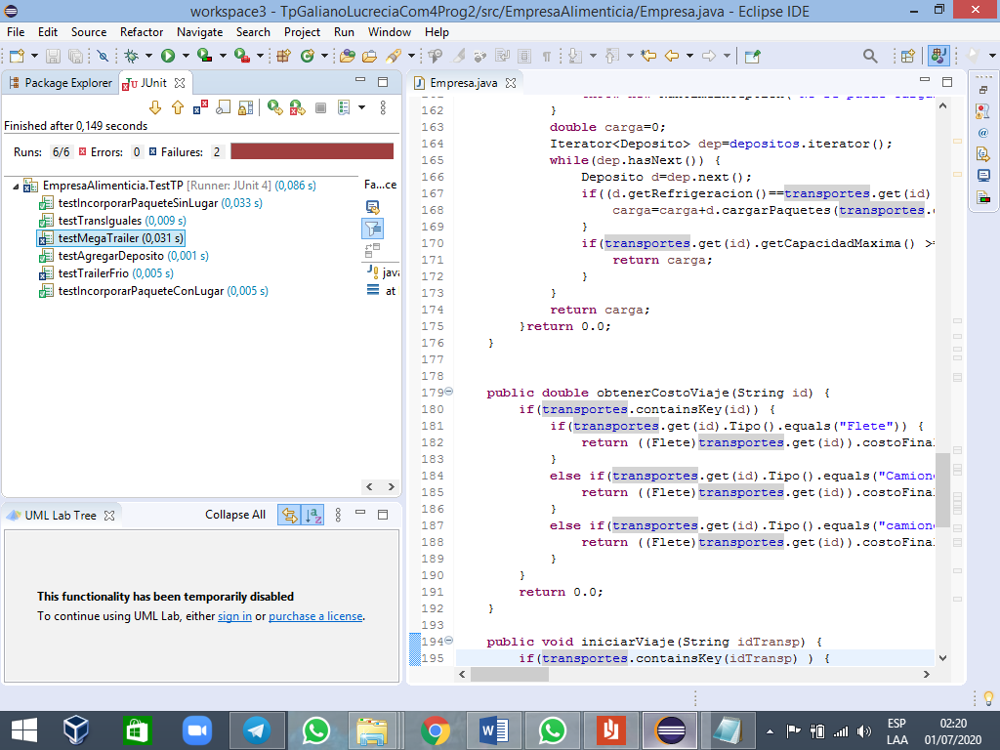 workspace3 - TpGalianoLucreciaCom4Prog2/src/EmpresaAlimenticia/Empresa.java - Eclipse IDE
File Edit Source Refactor Navigate Search Project Run Window Help
Package Explorer JUnit
Finished after 0,149 seconds
Runs: 6/6 Errors: 0 Failures: 2
EmpresaAlimenticia.TestTP [Runner: JUnit 4] (0,086 s)
testIncorporarPaqueteSinLugar (0,033 s)
testTransIguales (0,009 s)
testMegaTrailer (0,031 s)
testAgregarDeposito (0,001 s)
testTrailerFrio (0,005 s)
testIncorporarPaqueteConLugar (0,005 s)
Fa...ce
java
at
UML Lab Tree Collapse All
This functionality has been temporarily disabled
To continue using UML Lab, either sign in or purchase a license.
Empresa.java
162 }
163 double carga=0;
164 Iterator<Deposito> dep=depositos.iterator();
165 while(dep.hasNext()) {
166 Deposito d=dep.next();
167 if((d.getRefrigeracion()==transportes.get(id)
168 carga=carga+d.cargarPaquetes(transportes.
169 }
170 if(transportes.get(id).getCapacidadMaxima() >=
171 return carga;
172 }
173 }
174 return carga;
175 }return 0.0;
176 }
177
178
179 public double obtenerCostoViaje(String id) {
180 if(transportes.containsKey(id)) {
181 if(transportes.get(id).Tipo().equals("Flete")) {
182 return ((Flete)transportes.get(id)).costoFinal
183 }
184 else if(transportes.get(id).Tipo().equals("Camion
185 return ((Flete)transportes.get(id)).costoFinal
186 }
187 else if(transportes.get(id).Tipo().equals("camion
188 return ((Flete)transportes.get(id)).costoFinal
189 }
190 }
191 return 0.0;
192 }
193
194 public void iniciarViaje(String idTransp) {
195 if(transportes.containsKey(idTransp) ) {
ESP
LAA
02:20
01/07/2020